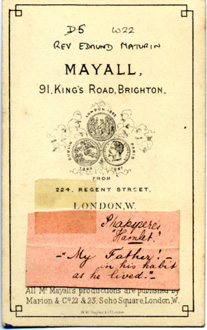 D5 W22
REV EDMUND MATURIN
MAYALL,
91, KING'S ROAD, BRIGHTON.
FROM
224, REGENT STREET,
LONDON, W.
Shakspere's
"Hamlet"
"My Father!
in his habit
as he lived."
All Mr Mayall's productions are published by
Marion & Co. 22 & 23. Soho Square, London, W.